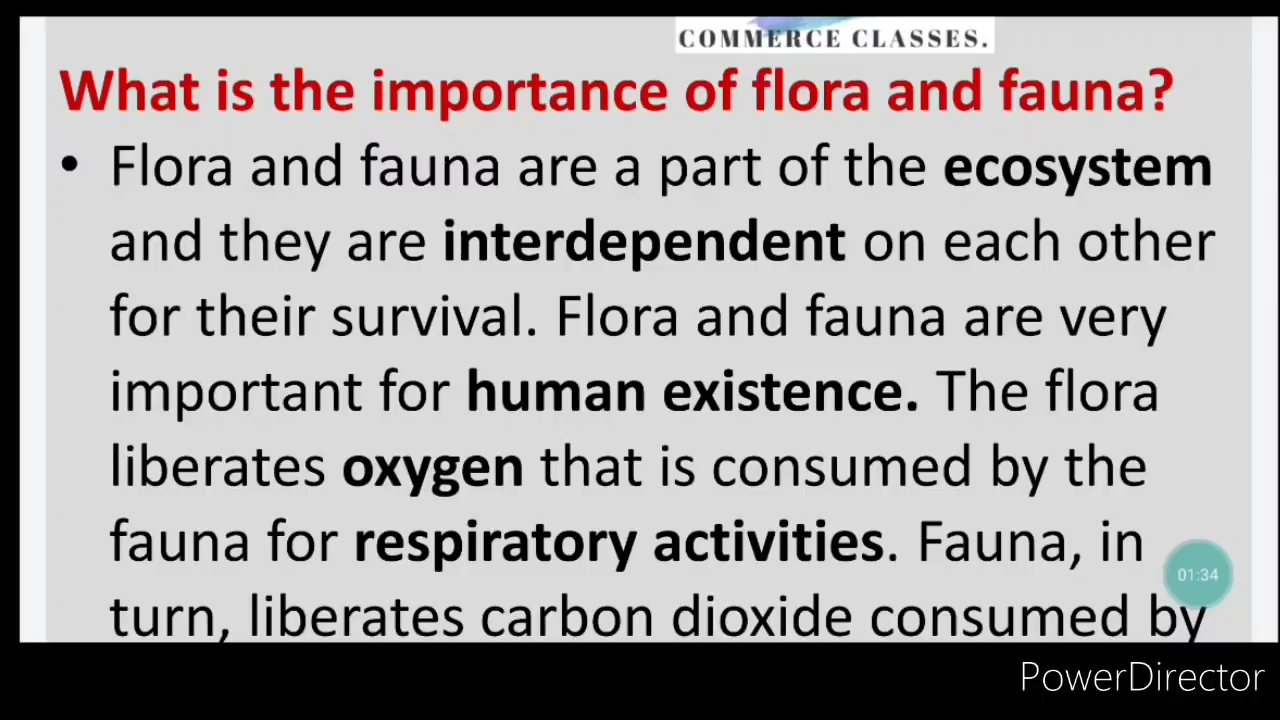 COMMERCE CLASSES.
What is the importance of flora and fauna?
• Flora and fauna are a part of the ecosystem
and they are interdependent on each other
for their survival. Flora and fauna are very
important for human existence. The flora
liberates oxygen that is consumed by the
fauna for respiratory activities. Fauna, in
01:34
turn, liberates carbon dioxide consumed by
PowerDirector